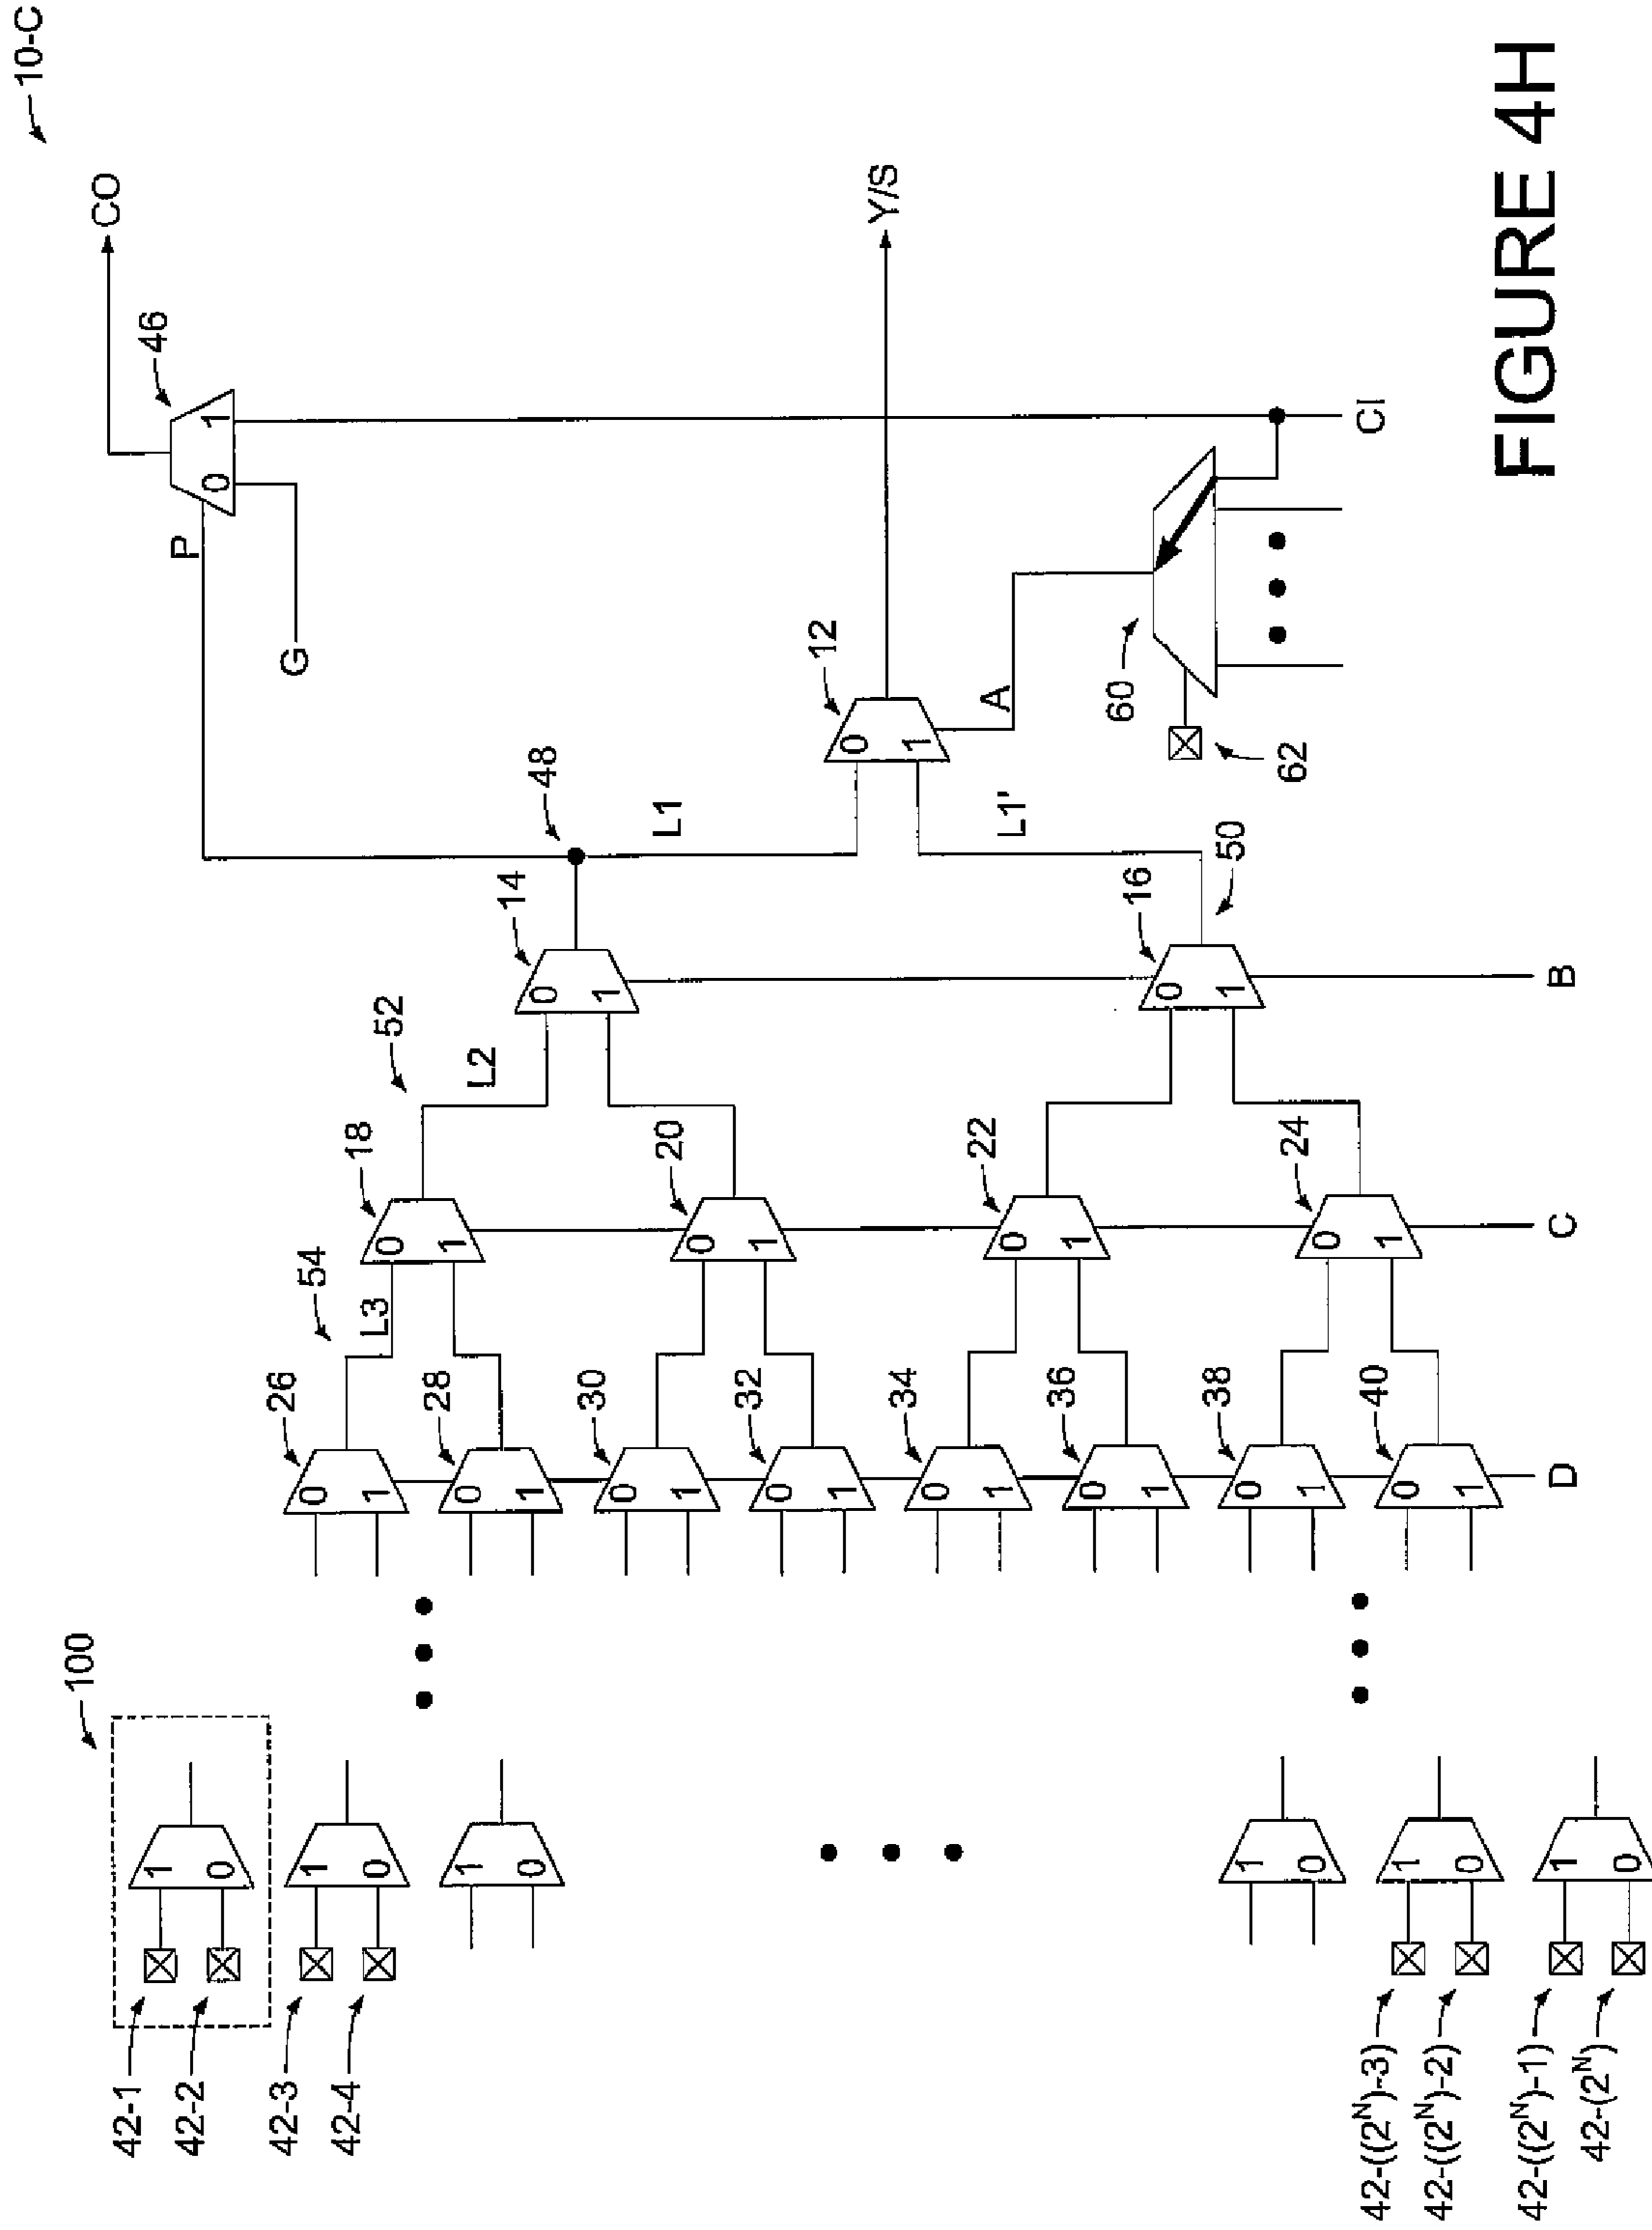 10-C
CO
46
P
0 1
G
Y/S
12
0 1
A
60
62
CI
48
L1
L1'
14
0 1
16
0 1
50
B
52
L2
18
0 1
20
0 1
22
0 1
24
0 1
C
54
L3
26
0 1
28
0 1
30
0 1
32
0 1
34
0 1
36
0 1
38
0 1
40
0 1
D
100
1 0
1 0
1 0
1 0
1 0
1 0
42-1
42-2
42-3
42-4
42-((2^N)-3)
42-((2^N)-2)
42-((2^N)-1)
42-(2^N)
FIGURE 4H